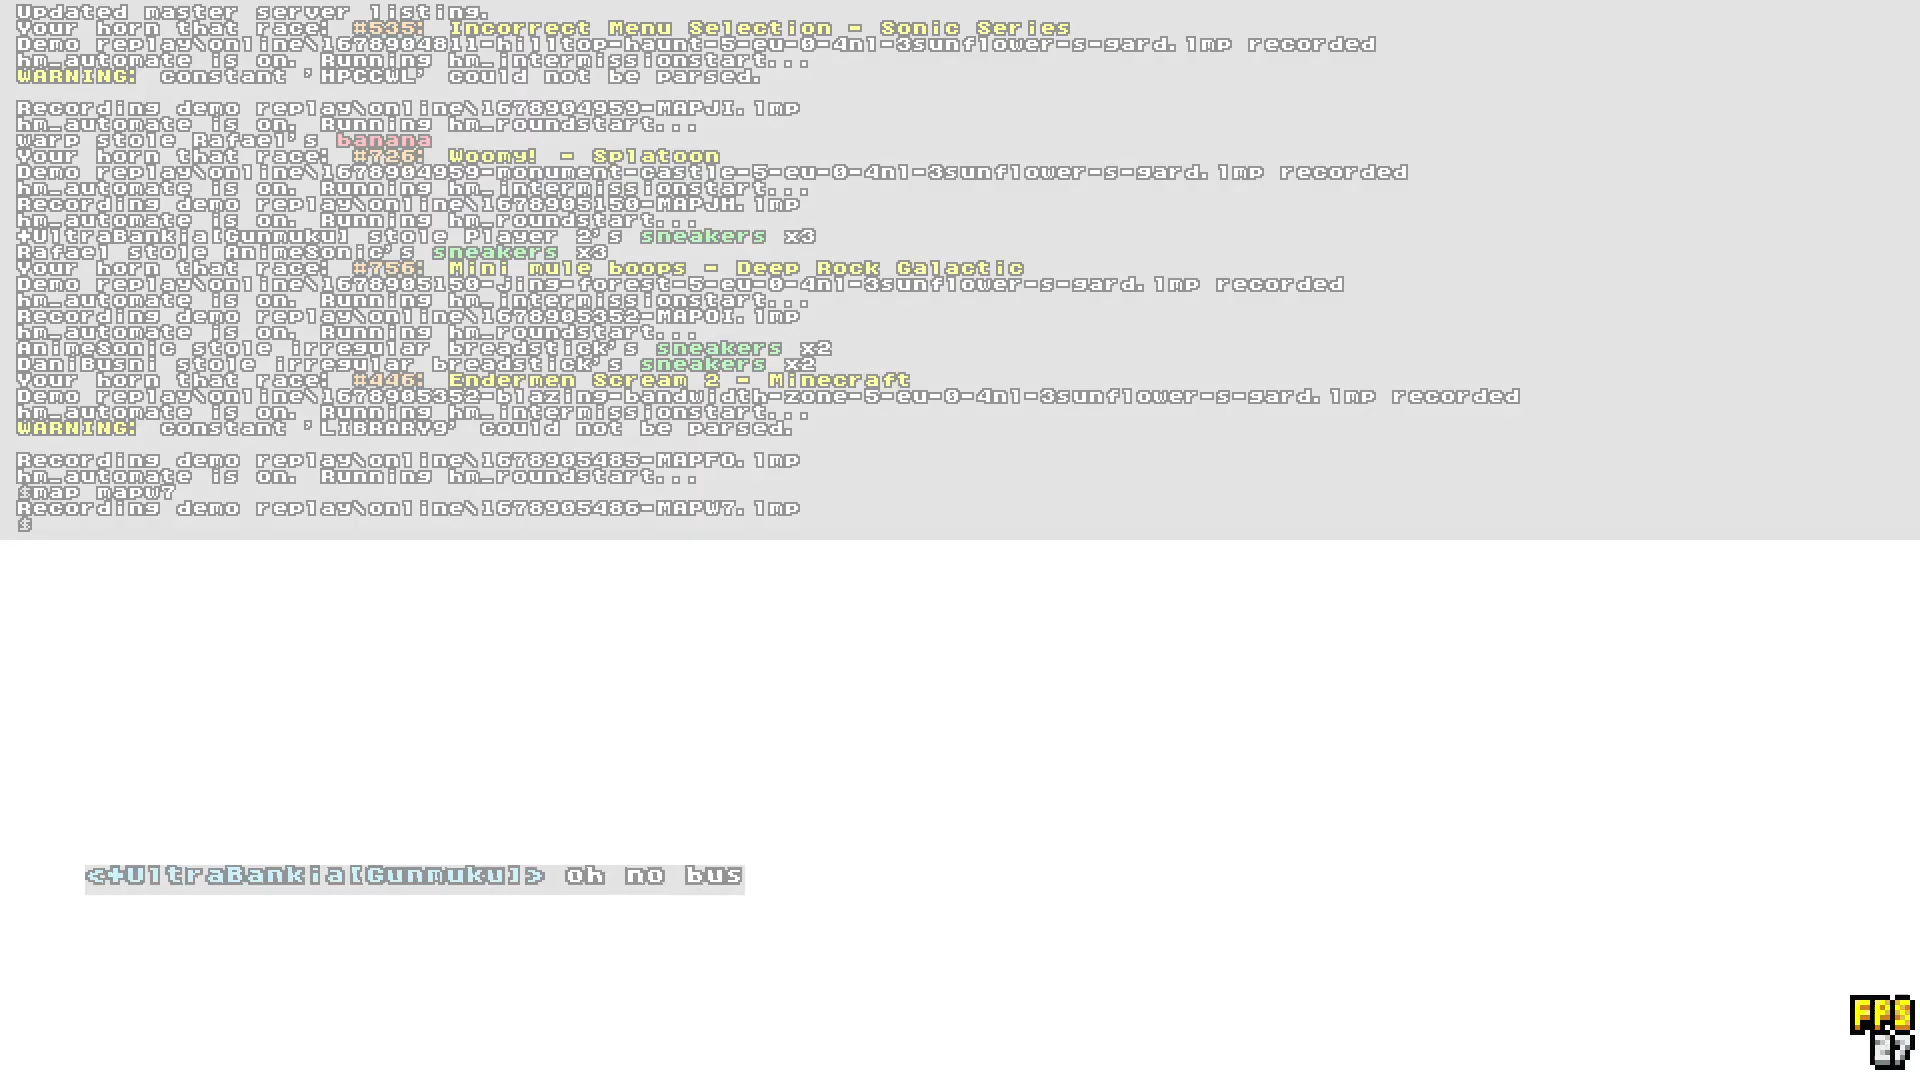 Updated master server listing.
Your horn that race: #535: Incorrect Menu Selection - Sonic Series
Demo replay\online\1678904811-hilltop-haunt-5-eu-0-4n1-3sunflower-s-gard.lmp recorded
hm_automate is on. Running hm_intermissionstart...
WARNING: constant 'HPCCWL' could not be parsed.
Recording demo replay\online\1678904959-MAPJI.lmp
hm_automate is on. Running hm_roundstart...
warp stole Rafael's banana
Your horn that race: #726: Woomy! - Splatoon
Demo replay\online\1678904959-monument-castle-5-eu-0-4n1-3sunflower-s-gard.lmp recorded
hm_automate is on. Running hm_intermissionstart...
Recording demo replay\online\1678905150-MAPJH.lmp
hm_automate is on. Running hm_roundstart...
+UltraBankia[Gunmuku] stole Player 2's sneakers x3
Rafael stole AnimeSonic's sneakers x3
Your horn that race: #756: Mini mule boops - Deep Rock Galactic
Demo replay\online\1678905150-jing-forest-5-eu-0-4n1-3sunflower-s-gard.lmp recorded
hm_automate is on. Running hm_intermissionstart...
Recording demo replay\online\1678905352-MAPOI.lmp
hm_automate is on. Running hm_roundstart...
AnimeSonic stole irregular breadstick's sneakers x2
DaniBusni stole irregular breadstick's sneakers x2
Your horn that race: #446: Endermen Scream 2 - Minecraft
Demo replay\online\1678905352-blazing-bandwidth-zone-5-eu-0-4n1-3sunflower-s-gard.lmp recorded
hm_automate is on. Running hm_intermissionstart...
WARNING: constant 'LIBRARY9' could not be parsed.
Recording demo replay\online\1678905485-MAPFO.lmp
hm_automate is on. Running hm_roundstart...
$map mapw7
Recording demo replay\online\1678905486-MAPW7.lmp
$
<+UltraBankia[Gunmuku]> oh no bus
FPS
27